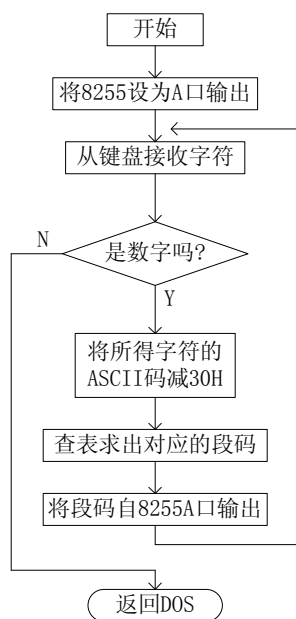 开始
将8255设为A口输出
从键盘接收字符
N
是数字吗?
Y
将所得字符的
ASCII码减30H
查表求出对应的段码
将段码自8255A口输出
返回DOS